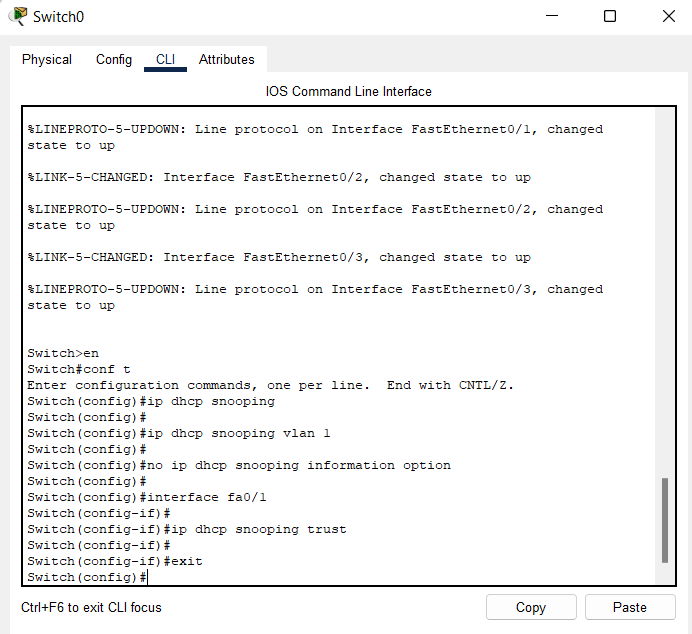 Switch0
Physical Config CLI Attributes
IOS Command Line Interface
%LINEPROTO-5-UPDOWN: Line protocol on Interface FastEthernet0/1, changed
state to up
%LINK-5-CHANGED: Interface FastEthernet0/2, changed state to up
%LINEPROTO-5-UPDOWN: Line protocol on Interface FastEthernet0/2, changed
state to up
%LINK-5-CHANGED: Interface FastEthernet0/3, changed state to up
%LINEPROTO-5-UPDOWN: Line protocol on Interface FastEthernet0/3, changed
state to up
Switch>en
Switch#conf t
Enter configuration commands, one per line.  End with CNTL/Z.
Switch(config)#ip dhcp snooping
Switch(config)#
Switch(config)#ip dhcp snooping vlan 1
Switch(config)#
Switch(config)#no ip dhcp snooping information option
Switch(config)#
Switch(config)#interface fa0/1
Switch(config-if)#
Switch(config-if)#ip dhcp snooping trust
Switch(config-if)#
Switch(config-if)#exit
Switch(config)#
Ctrl+F6 to exit CLI focus Copy Paste